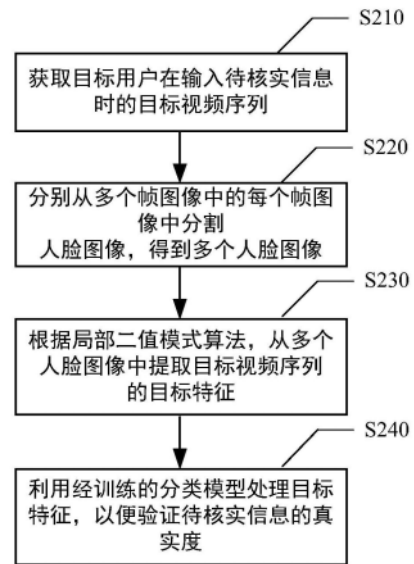 S210
获取目标用户在输入待核实信息
时的目标视频序列
S220
分别从多个帧图像中的每个帧图
像中分割
人脸图像，得到多个人脸图像
S230
根据局部二值模式算法，从多个
人脸图像中提取目标视频序列
的目标特征
S240
利用经训练的分类模型处理目标
特征，以便验证待核实信息的真
实度